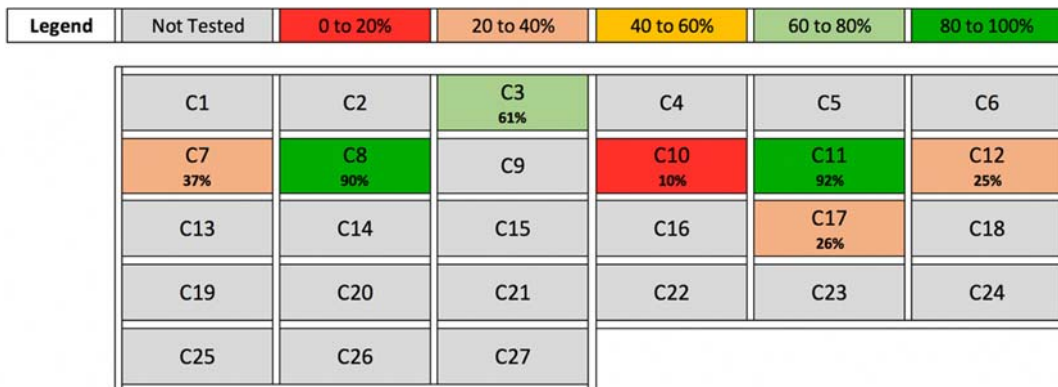 Legend Not Tested 0 to 20% 20 to 40% 40 to 60% 60 to 80% 80 to 100%
C1 C2 C3 C4 C5 C6
61%
C7 C8 C9 C10 C11 C12
37% 90% 10% 92% 25%
C13 C14 C15 C16 C17 C18
26%
C19 C20 C21 C22 C23 C24
C25 C26 C27